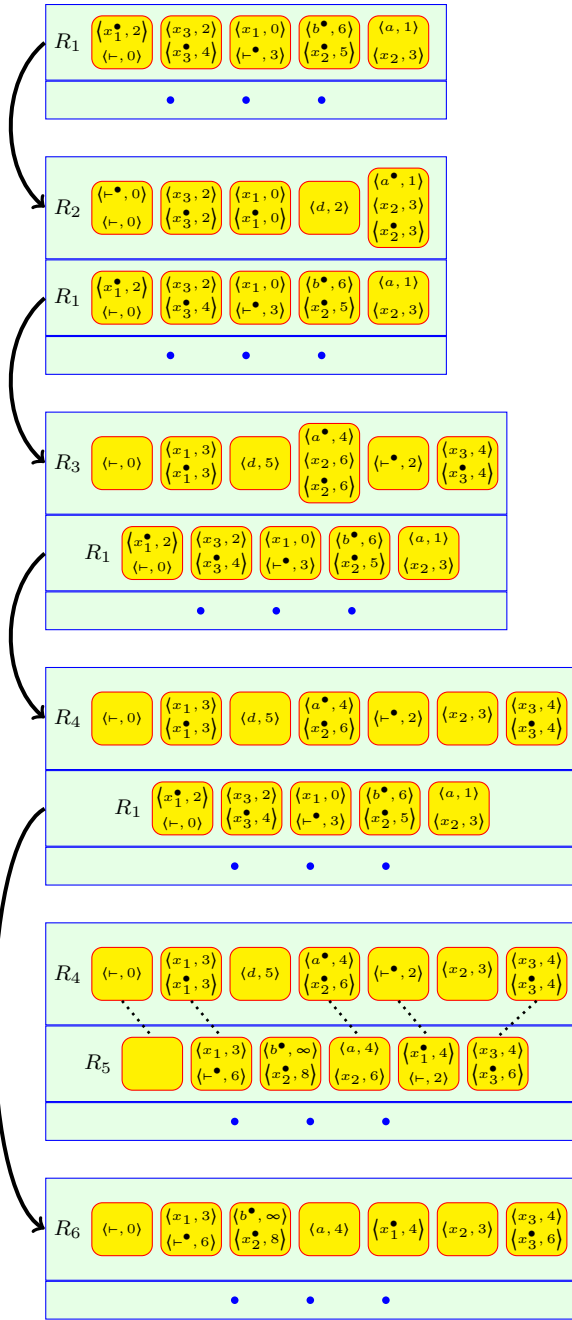 ⟨x₁•, 2⟩ ⟨x₃, 2⟩ ⟨x₁, 0⟩ ⟨b•, 6⟩ ⟨a, 1⟩
R₁
⟨⊢, 0⟩ ⟨x₃•, 4⟩ ⟨⊢•, 3⟩ ⟨x₂•, 5⟩ ⟨x₂, 3⟩
• • •
⟨⊢•, 0⟩ ⟨x₃, 2⟩ ⟨x₁, 0⟩ ⟨a•, 1⟩
R₂ ⟨d, 2⟩ ⟨x₂, 3⟩
⟨⊢, 0⟩ ⟨x₃•, 2⟩ ⟨x₁•, 0⟩ ⟨x₂•, 3⟩
⟨x₁•, 2⟩ ⟨x₃, 2⟩ ⟨x₁, 0⟩ ⟨b•, 6⟩ ⟨a, 1⟩
R₁
⟨⊢, 0⟩ ⟨x₃•, 4⟩ ⟨⊢•, 3⟩ ⟨x₂•, 5⟩ ⟨x₂, 3⟩
• • •
⟨x₁, 3⟩ ⟨a•, 4⟩ ⟨x₃, 4⟩
R₃ ⟨⊢, 0⟩ ⟨d, 5⟩ ⟨x₂, 6⟩ ⟨⊢•, 2⟩
⟨x₁•, 3⟩ ⟨x₂•, 6⟩ ⟨x₃•, 4⟩
⟨x₁•, 2⟩ ⟨x₃, 2⟩ ⟨x₁, 0⟩ ⟨b•, 6⟩ ⟨a, 1⟩
R₁
⟨⊢, 0⟩ ⟨x₃•, 4⟩ ⟨⊢•, 3⟩ ⟨x₂•, 5⟩ ⟨x₂, 3⟩
• • •
⟨x₁, 3⟩ ⟨a•, 4⟩ ⟨x₃, 4⟩
R₄ ⟨⊢, 0⟩ ⟨d, 5⟩ ⟨⊢•, 2⟩ ⟨x₂, 3⟩
⟨x₁•, 3⟩ ⟨x₂•, 6⟩ ⟨x₃•, 4⟩
⟨x₁•, 2⟩ ⟨x₃, 2⟩ ⟨x₁, 0⟩ ⟨b•, 6⟩ ⟨a, 1⟩
R₁
⟨⊢, 0⟩ ⟨x₃•, 4⟩ ⟨⊢•, 3⟩ ⟨x₂•, 5⟩ ⟨x₂, 3⟩
• • •
⟨x₁, 3⟩ ⟨a•, 4⟩ ⟨x₃, 4⟩
R₄ ⟨⊢, 0⟩ ⟨d, 5⟩ ⟨⊢•, 2⟩ ⟨x₂, 3⟩
⟨x₁•, 3⟩ ⟨x₂•, 6⟩ ⟨x₃•, 4⟩
⟨x₁, 3⟩ ⟨b•, ∞⟩ ⟨a, 4⟩ ⟨x₁•, 4⟩ ⟨x₃, 4⟩
R₅
⟨⊢•, 6⟩ ⟨x₂•, 8⟩ ⟨x₂, 6⟩ ⟨⊢, 2⟩ ⟨x₃•, 6⟩
• • •
⟨x₁, 3⟩ ⟨b•, ∞⟩ ⟨x₃, 4⟩
R₆ ⟨⊢, 0⟩ ⟨a, 4⟩ ⟨x₁•, 4⟩ ⟨x₂, 3⟩
⟨⊢•, 6⟩ ⟨x₂•, 8⟩ ⟨x₃•, 6⟩
• • •